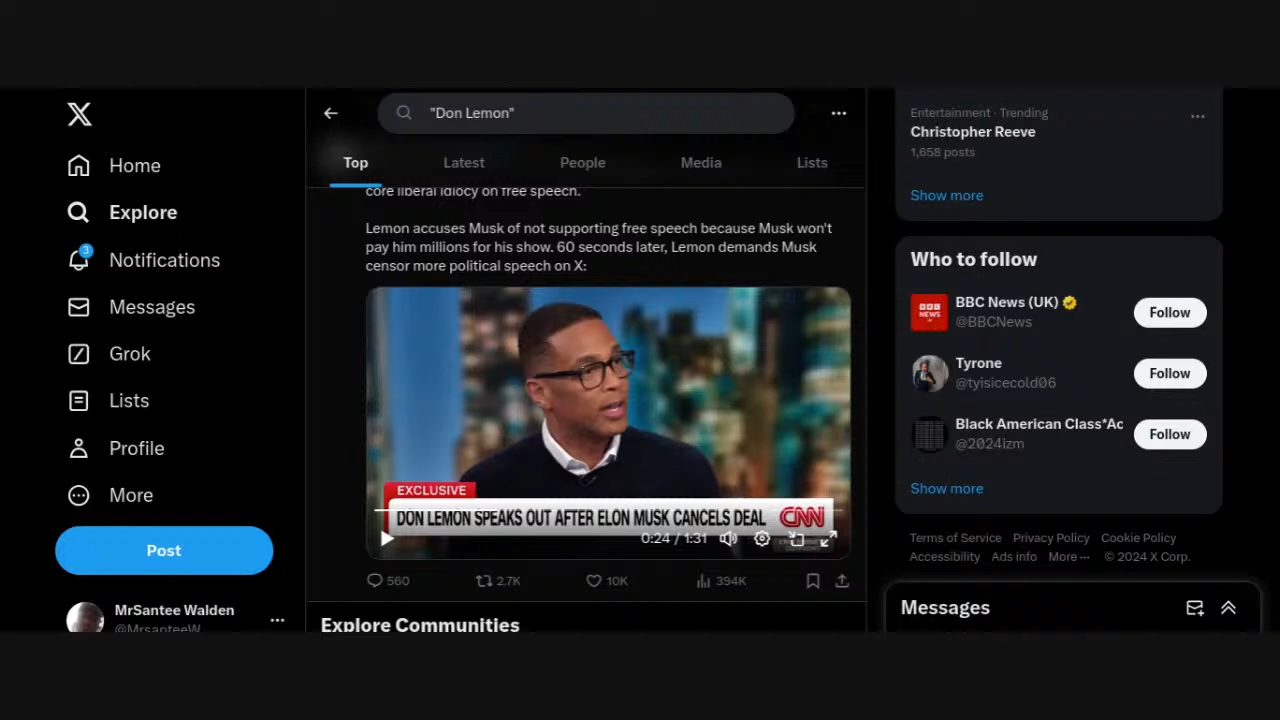 "Don Lemon"
Top
Latest
People
Media
Lists
Home
Explore
3
Notifications
Messages
Grok
Lists
Profile
More
Post
MrSantee Walden
@MrsanteeW
core liberal idiocy on free speech.
Lemon accuses Musk of not supporting free speech because Musk won't
pay him millions for his show. 60 seconds later, Lemon demands Musk
censor more political speech on X:
EXCLUSIVE
DON LEMON SPEAKS OUT AFTER ELON MUSK CANCELS DEAL
CNN
0:24 / 1:31
560
2.7K
10K
394K
Explore Communities
Entertainment · Trending
Christopher Reeve
1,658 posts
Show more
Who to follow
BBC NEWS
BBC News (UK)
@BBCNews
Follow
Tyrone
@tyisicecold06
Follow
Black American Class*Ac
@2024izm
Follow
Show more
Terms of Service Privacy Policy Cookie Policy
Accessibility Ads info More ··· © 2024 X Corp.
Messages